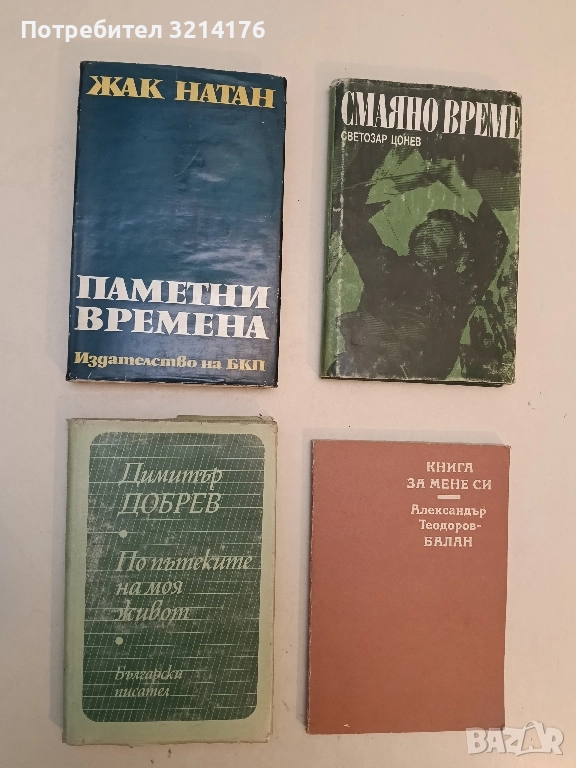 Потребител 3214176
ЖАК НАТАН
ПАМЕТНИ
ВРЕМЕНА
Издателство на БКП
СМАЯНО ВРЕМЕ
СВЕТОЗАР ЦОНЕВ
Димитър
ДОБРЕВ
По пътеките
на моя
живот
Български
писател
КНИГА
ЗА МЕНЕ СИ
Александър
Теодоров-
БАЛАН
BAZAR